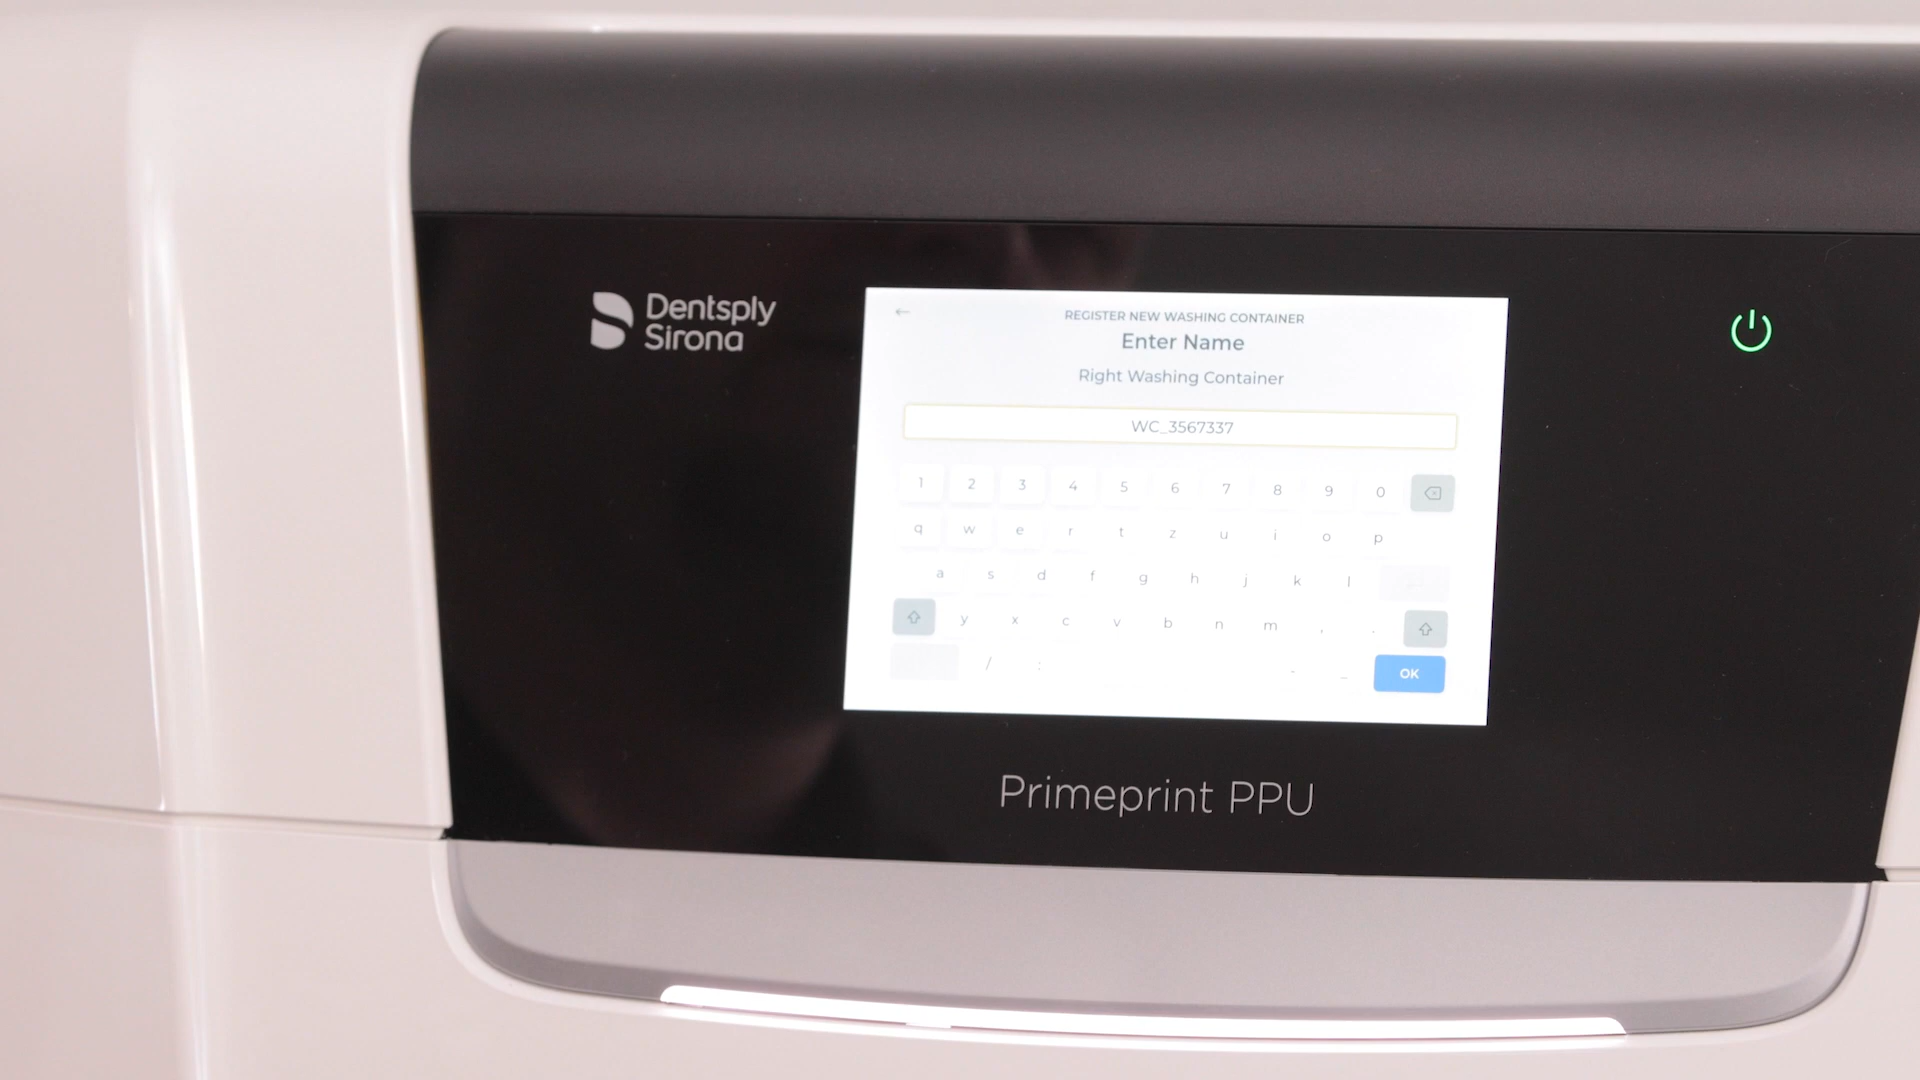 Dentsply
Sirona
REGISTER NEW WASHING CONTAINER
Enter Name
Right Washing Container
WC_3567337
1 2 3 4 5 6 7 8 9 0
q w e r t z u i o p
a s d f g h j k l
y x c v b n m , .
/ : - _ OK
Primeprint PPU